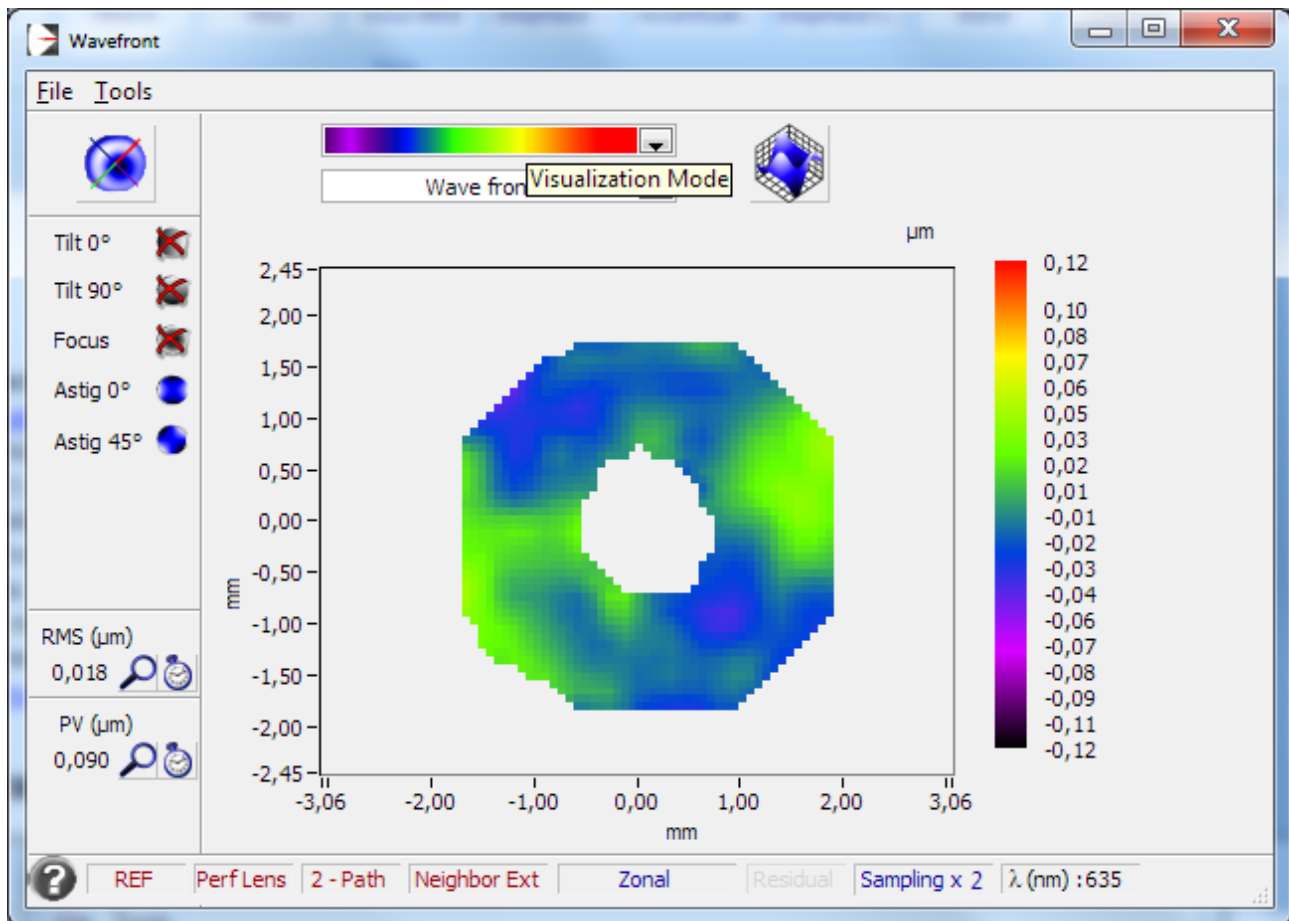 Wavefront
File Tools
Wave fron
Visualization Mode
Tilt 0°
Tilt 90°
Focus
Astig 0°
Astig 45°
RMS (µm)
0,018
PV (µm)
0,090
µm
2,45
2,00
1,50
1,00
0,50
0,00
-0,50
-1,00
-1,50
-2,00
-2,45
mm
-3,06 -2,00 -1,00 0,00 1,00 2,00 3,06
mm
0,12
0,10
0,08
0,07
0,06
0,05
0,03
0,02
0,01
-0,01
-0,02
-0,03
-0,04
-0,06
-0,07
-0,08
-0,09
-0,11
-0,12
? REF Perf Lens 2 - Path Neighbor Ext Zonal Residual Sampling x 2 λ (nm) :635